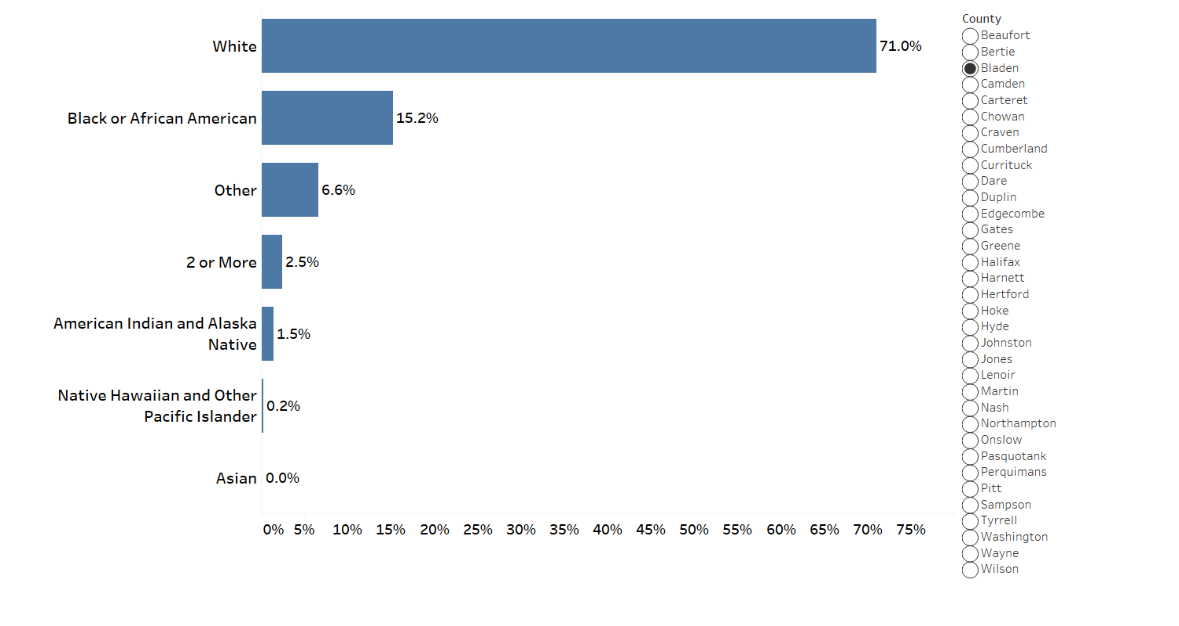 White
71.0%
Black or African American
15.2%
Other
6.6%
2 or More
2.5%
American Indian and Alaska
Native
1.5%
Native Hawaiian and Other
Pacific Islander
0.2%
Asian
0.0%
0% 5% 10% 15% 20% 25% 30% 35% 40% 45% 50% 55% 60% 65% 70% 75%
County
Beaufort
Bertie
Bladen
Camden
Carteret
Chowan
Craven
Cumberland
Currituck
Dare
Duplin
Edgecombe
Gates
Greene
Halifax
Harnett
Hertford
Hoke
Hyde
Johnston
Jones
Lenoir
Martin
Nash
Northampton
Onslow
Pasquotank
Perquimans
Pitt
Sampson
Tyrrell
Washington
Wayne
Wilson